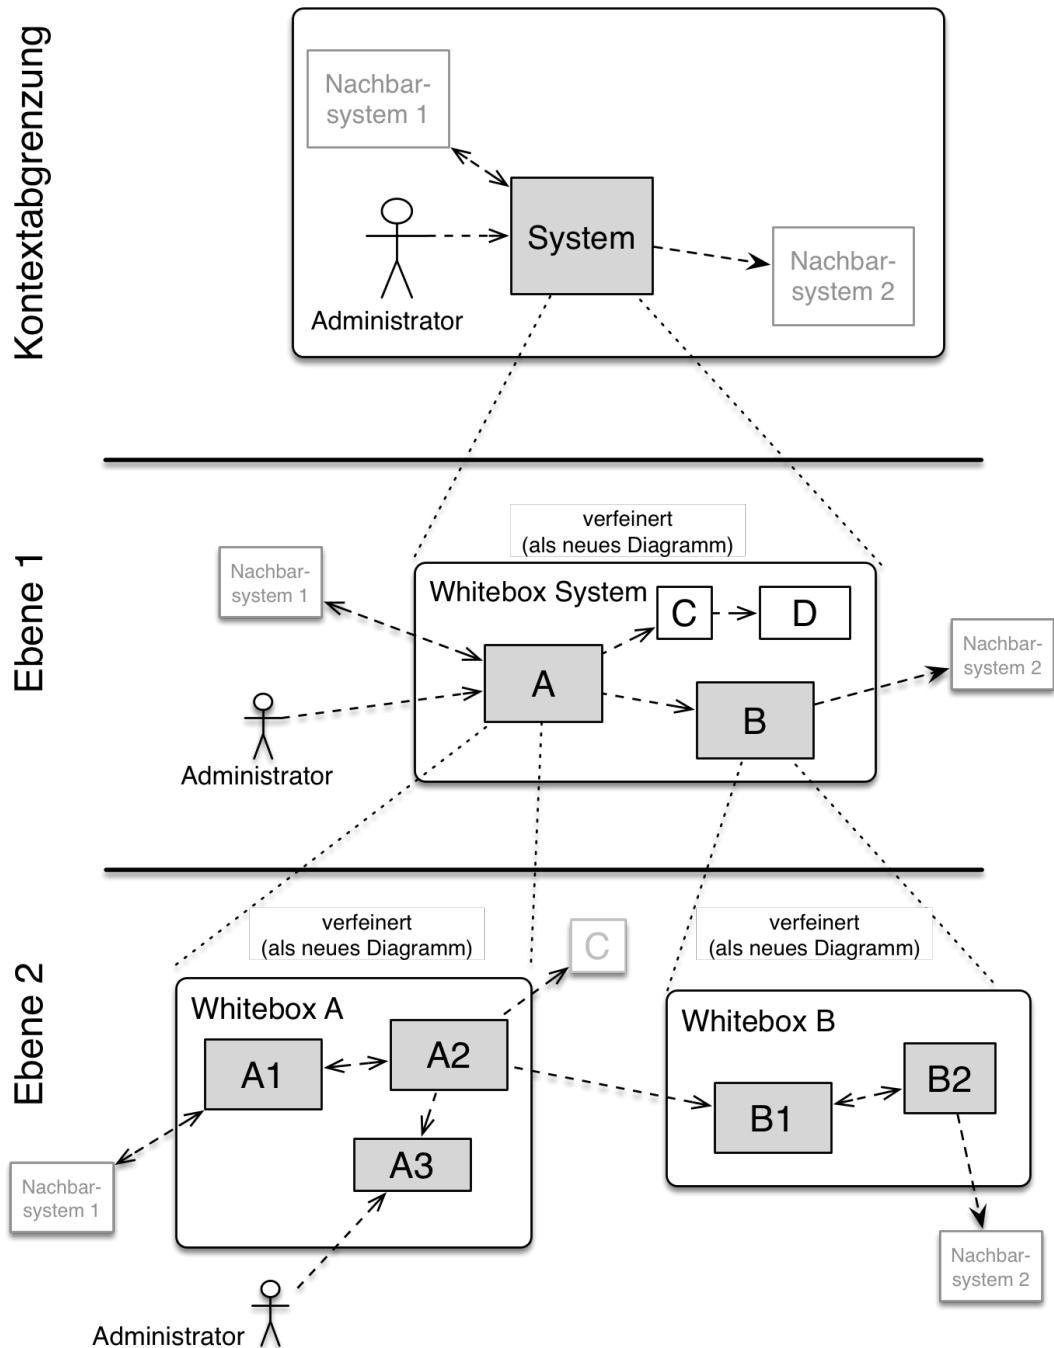 Kontextabgrenzung
Nachbar-
system 1
System
Administrator
Nachbar-
system 2
Ebene 1
verfeinert
(als neues Diagramm)
Nachbar-
system 1
Whitebox System
C
D
A
B
Nachbar-
system 2
Administrator
Ebene 2
verfeinert
(als neues Diagramm)
C
verfeinert
(als neues Diagramm)
Whitebox A
A1
A2
A3
Whitebox B
B1
B2
Nachbar-
system 1
Nachbar-
system 2
Administrator